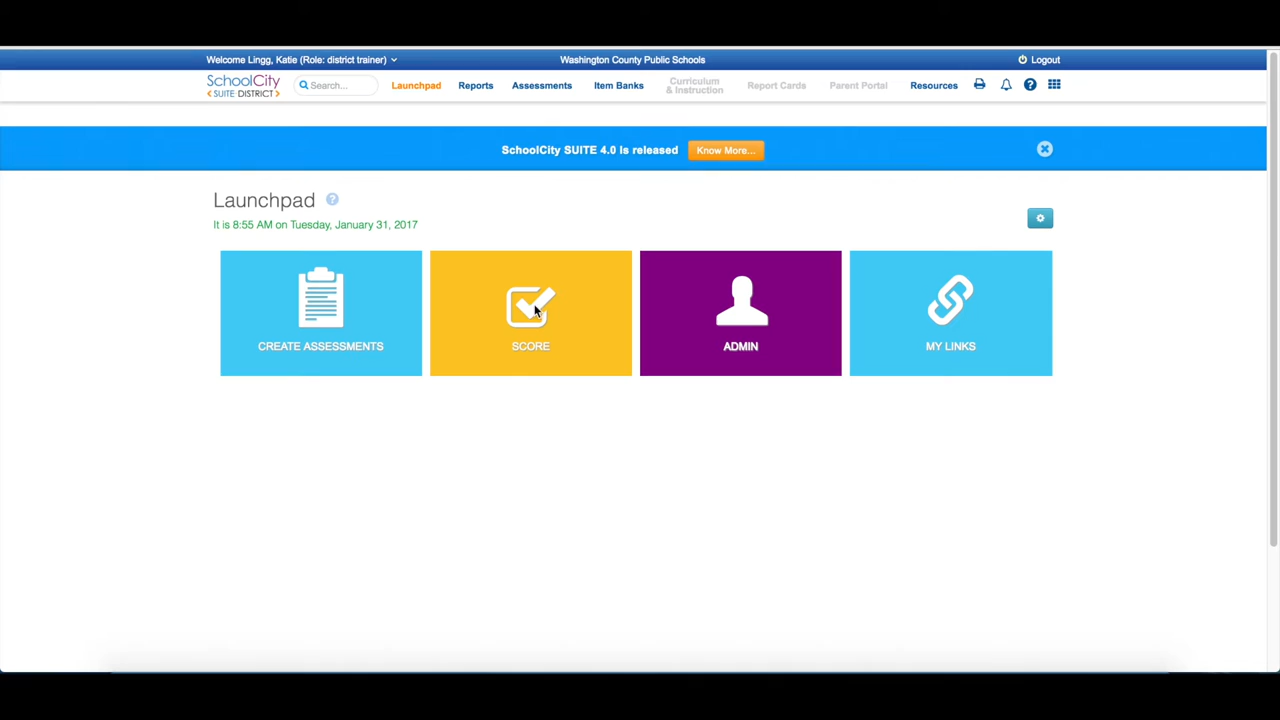 Welcome Lingg, Katie (Role: district trainer)
Washington County Public Schools
Logout
SchoolCity
SUITE DISTRICT
Search...
Launchpad
Reports
Assessments
Item Banks
Curriculum
& Instruction
Report Cards
Parent Portal
Resources
SchoolCity SUITE 4.0 is released
Know More...
Launchpad
It is 8:55 AM on Tuesday, January 31, 2017
CREATE ASSESSMENTS
SCORE
ADMIN
MY LINKS